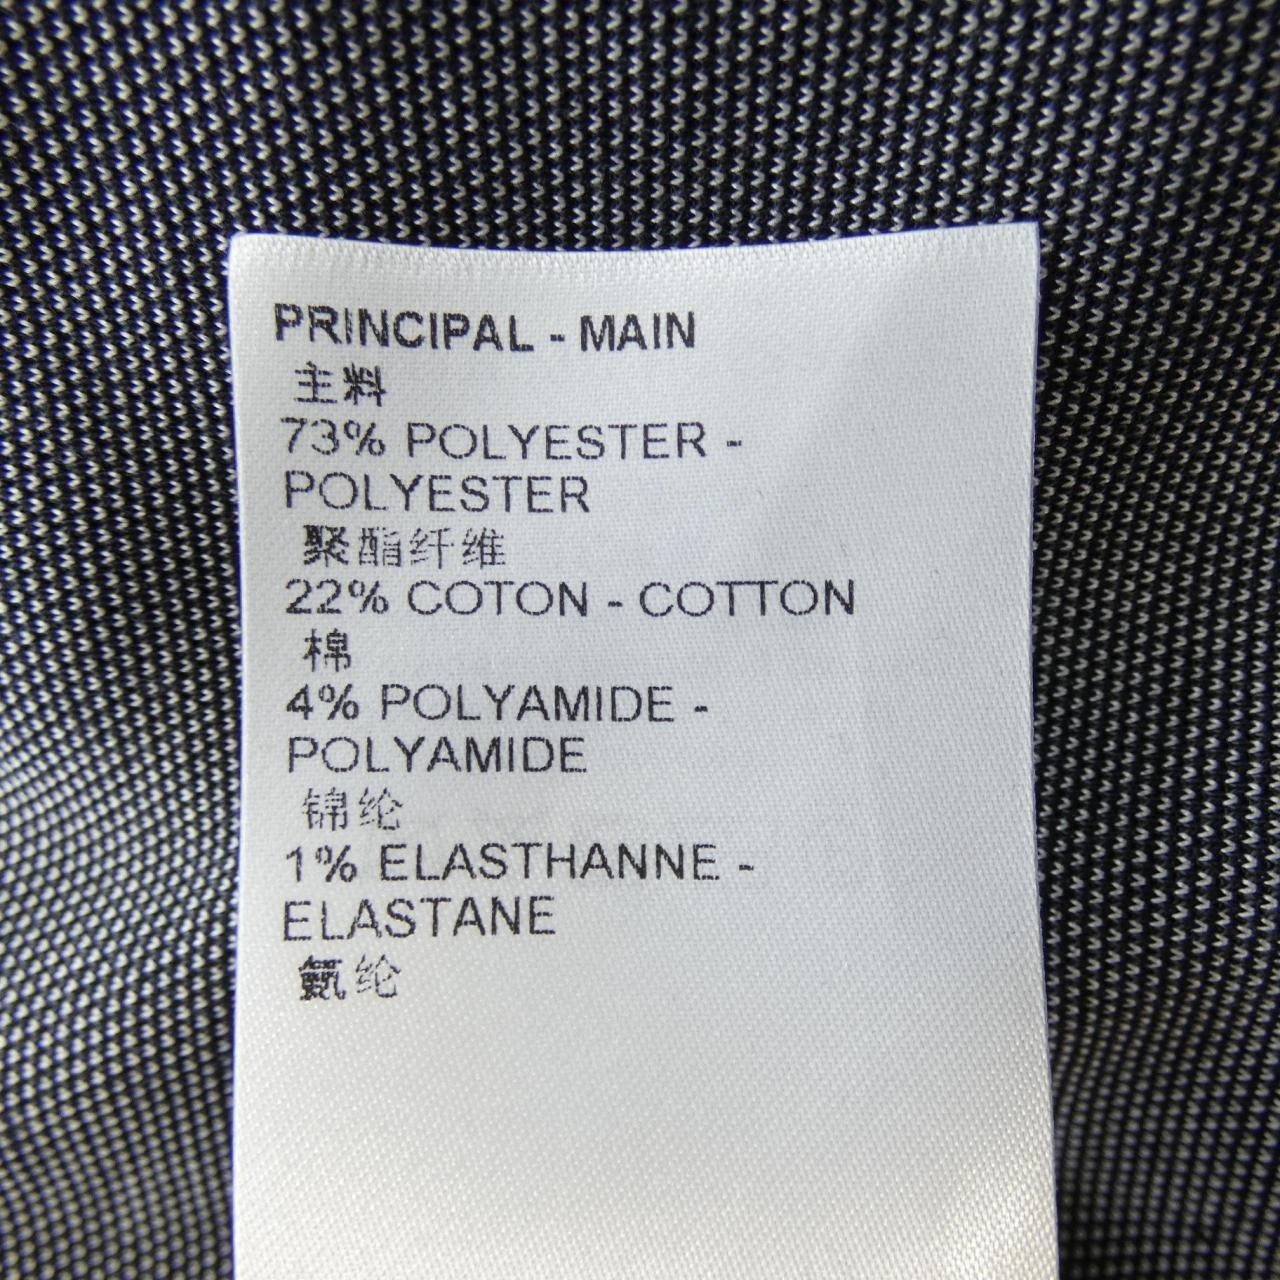 PRINCIPAL - MAIN
主料
73% POLYESTER -
POLYESTER
聚酯纤维
22% COTON - COTTON
棉
4% POLYAMIDE -
POLYAMIDE
锦纶
1% ELASTHANNE -
ELASTANE
氨纶